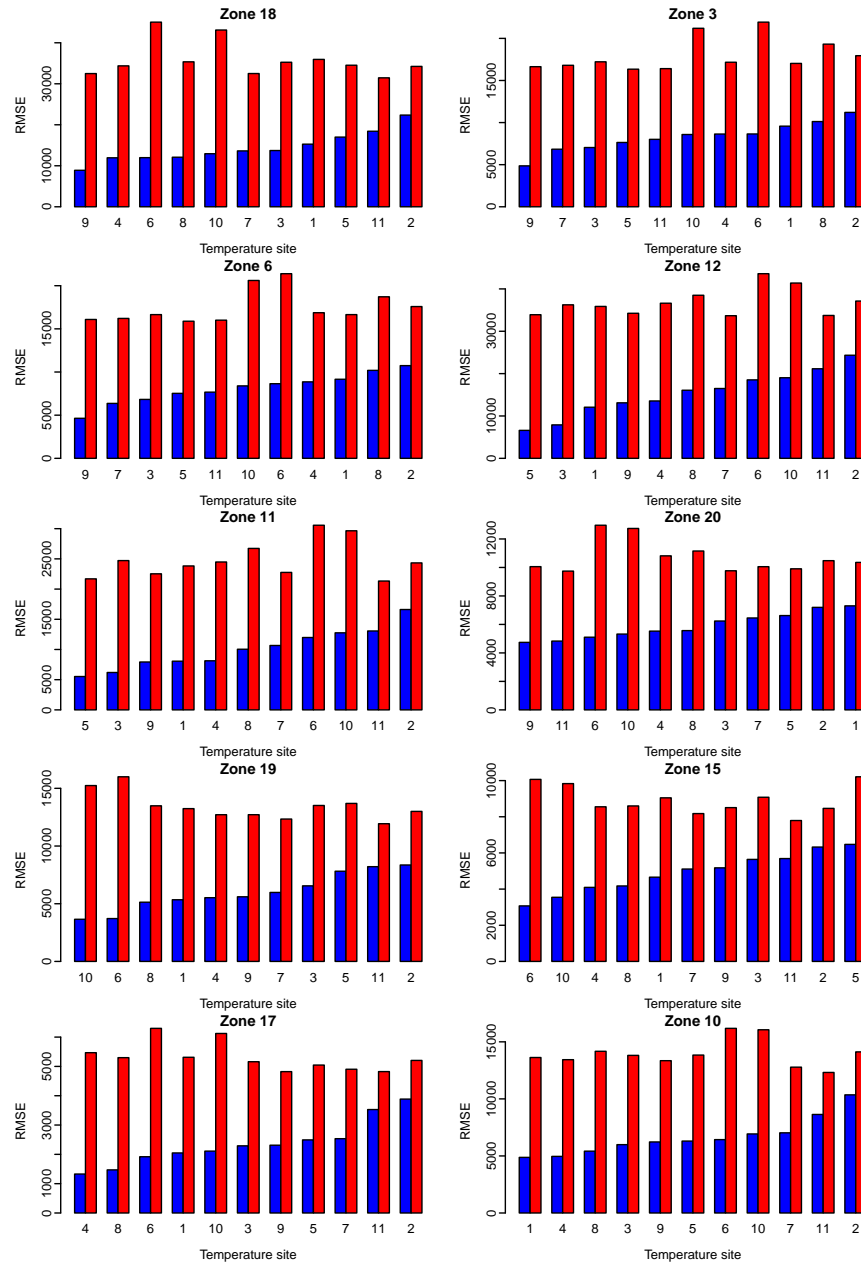 Zone 18
RMSE
0 10000 30000
9 4 6 8 10 7 3 1 5 11 2
Temperature site
Zone 3
RMSE
0 5000 15000
9 7 3 5 11 10 4 6 1 8 2
Temperature site
Zone 6
RMSE
0 5000 15000
9 7 3 5 11 10 6 4 1 8 2
Temperature site
Zone 12
RMSE
0 10000 30000
5 3 1 9 4 8 7 6 10 11 2
Temperature site
Zone 11
RMSE
0 5000 15000 25000
5 3 9 1 4 8 7 6 10 11 2
Temperature site
Zone 20
RMSE
0 4000 8000 12000
9 11 6 10 4 8 3 7 5 2 1
Temperature site
Zone 19
RMSE
0 5000 10000 15000
10 6 8 1 4 9 7 3 5 11 2
Temperature site
Zone 15
RMSE
0 2000 6000 10000
6 10 4 8 1 7 9 3 11 2 5
Temperature site
Zone 17
RMSE
0 1000 3000 5000
4 8 6 1 10 3 9 5 7 11 2
Temperature site
Zone 10
RMSE
0 5000 10000 15000
1 4 8 3 9 5 6 10 7 11 2
Temperature site